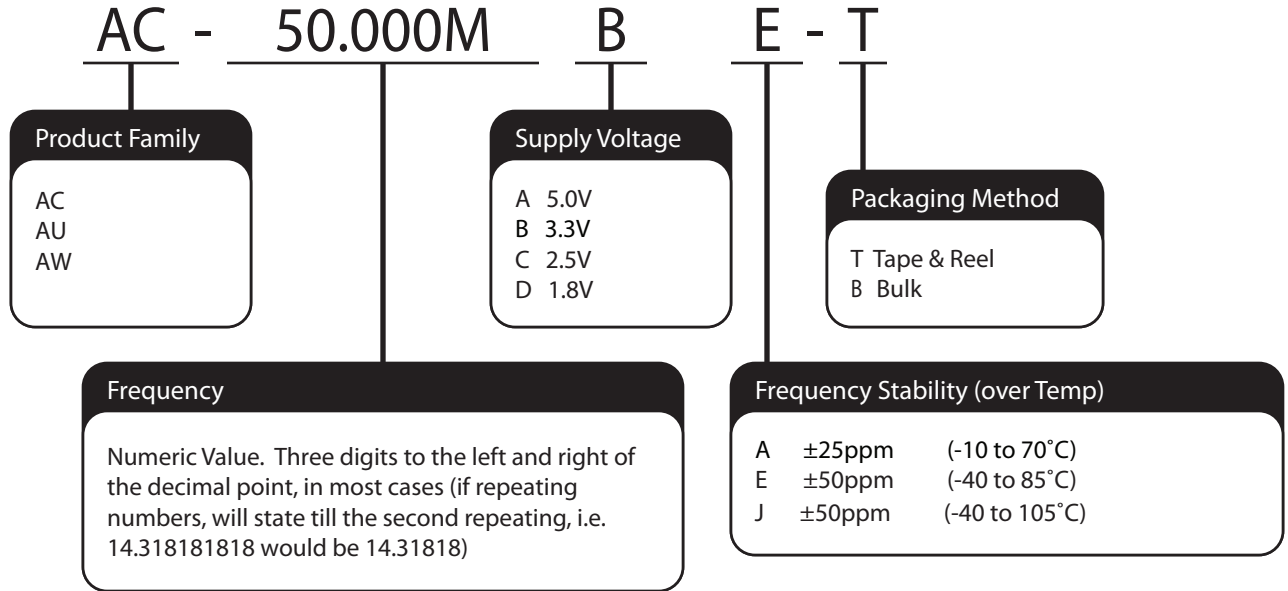 AC - 50.000M B E - T
Product Family
AC
AU
AW
Supply Voltage
A 5.0V
B 3.3V
C 2.5V
D 1.8V
Packaging Method
T Tape & Reel
B Bulk
Frequency
Numeric Value. Three digits to the left and right of
the decimal point, in most cases (if repeating
numbers, will state till the second repeating, i.e.
14.318181818 would be 14.31818)
Frequency Stability (over Temp)
A ±25ppm (-10 to 70˚C)
E ±50ppm (-40 to 85˚C)
J ±50ppm (-40 to 105˚C)